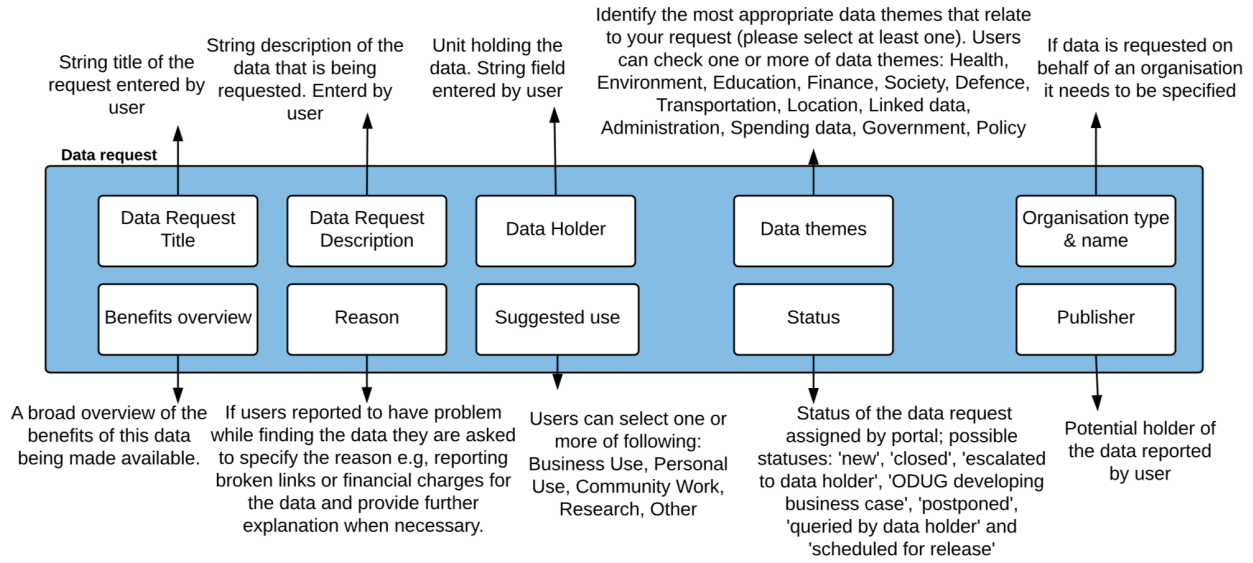 String title of the
request entered by
user
String description of the
data that is being
requested. Enterd by
user
Unit holding the
data. String field
entered by user
Identify the most appropriate data themes that relate
to your request (please select at least one). Users
can check one or more of data themes: Health,
Environment, Education, Finance, Society, Defence,
Transportation, Location, Linked data,
Administration, Spending data, Government, Policy
If data is requested on
behalf of an organisation
it needs to be specified
Data request
Data Request
Title
Data Request
Description
Data Holder
Data themes
Organisation type
& name
Benefits overview
Reason
Suggested use
Status
Publisher
A broad overview of the
benefits of this data
being made available.
If users reported to have problem
while finding the data they are asked
to specify the reason e.g, reporting
broken links or financial charges for
the data and provide further
explanation when necessary.
Users can select one or
more of following:
Business Use, Personal
Use, Community Work,
Research, Other
Status of the data request
assigned by portal; possible
statuses: 'new', 'closed', 'escalated
to data holder', 'ODUG developing
business case', 'postponed',
'queried by data holder' and
'scheduled for release'
Potential holder of
the data reported
by user